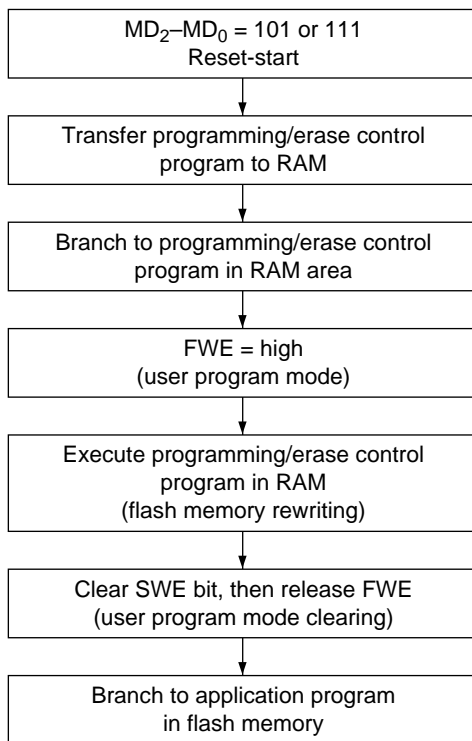 MD₂–MD₀ = 101 or 111
Reset-start
Transfer programming/erase control
program to RAM
Branch to programming/erase control
program in RAM area
FWE = high
(user program mode)
Execute programming/erase control
program in RAM
(flash memory rewriting)
Clear SWE bit, then release FWE
(user program mode clearing)
Branch to application program
in flash memory